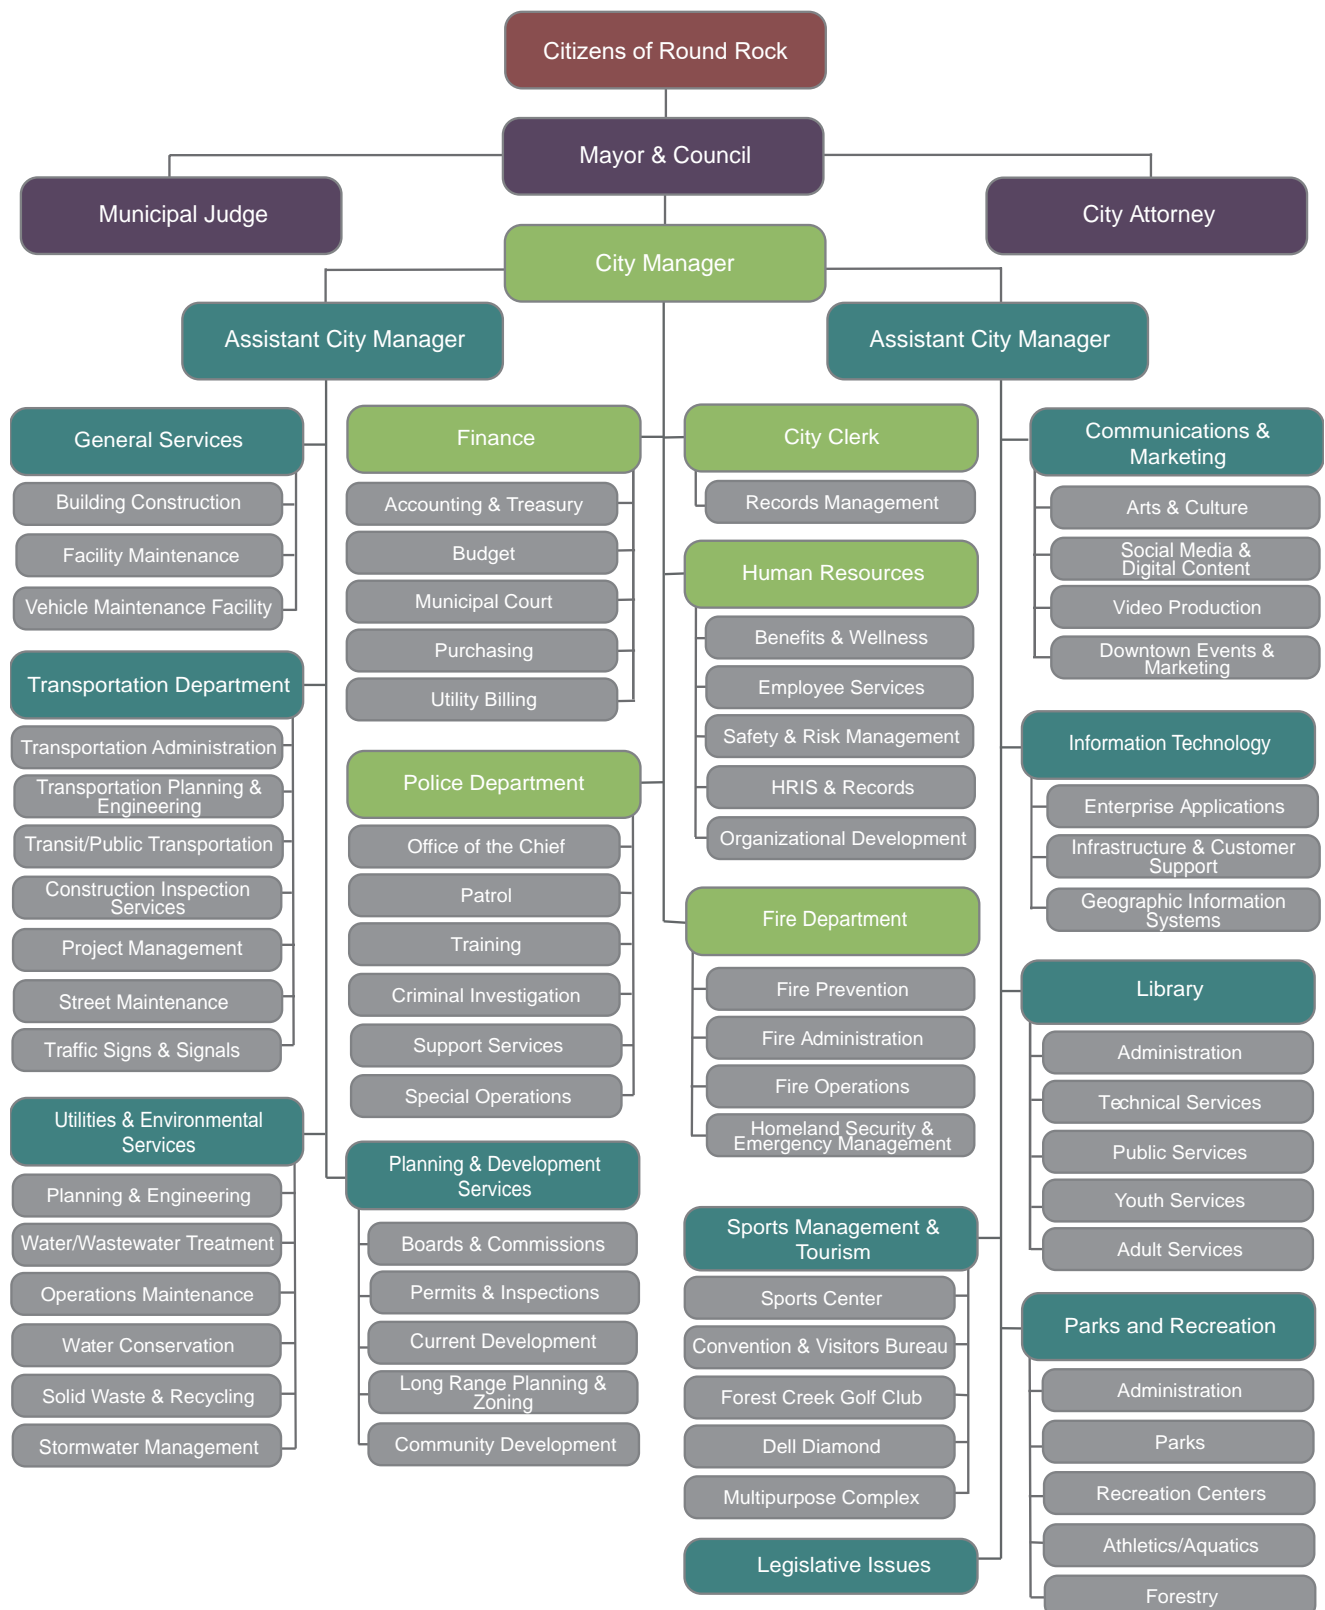 Citizens of Round Rock
Mayor & Council
Municipal Judge
City Attorney
City Manager
Assistant City Manager
Assistant City Manager
General Services
Building Construction
Facility Maintenance
Vehicle Maintenance Facility
Transportation Department
Transportation Administration
Transportation Planning &
Engineering
Transit/Public Transportation
Construction Inspection
Services
Project Management
Street Maintenance
Traffic Signs & Signals
Utilities & Environmental
Services
Planning & Engineering
Water/Wastewater Treatment
Operations Maintenance
Water Conservation
Solid Waste & Recycling
Stormwater Management
Finance
Accounting & Treasury
Budget
Municipal Court
Purchasing
Utility Billing
Police Department
Office of the Chief
Patrol
Training
Criminal Investigation
Support Services
Special Operations
Planning & Development
Services
Boards & Commissions
Permits & Inspections
Current Development
Long Range Planning &
Zoning
Community Development
City Clerk
Records Management
Human Resources
Benefits & Wellness
Employee Services
Safety & Risk Management
HRIS & Records
Organizational Development
Fire Department
Fire Prevention
Fire Administration
Fire Operations
Homeland Security &
Emergency Management
Sports Management &
Tourism
Sports Center
Convention & Visitors Bureau
Forest Creek Golf Club
Dell Diamond
Multipurpose Complex
Legislative Issues
Communications &
Marketing
Arts & Culture
Social Media &
Digital Content
Video Production
Downtown Events &
Marketing
Information Technology
Enterprise Applications
Infrastructure & Customer
Support
Geographic Information
Systems
Library
Administration
Technical Services
Public Services
Youth Services
Adult Services
Parks and Recreation
Administration
Parks
Recreation Centers
Athletics/Aquatics
Forestry